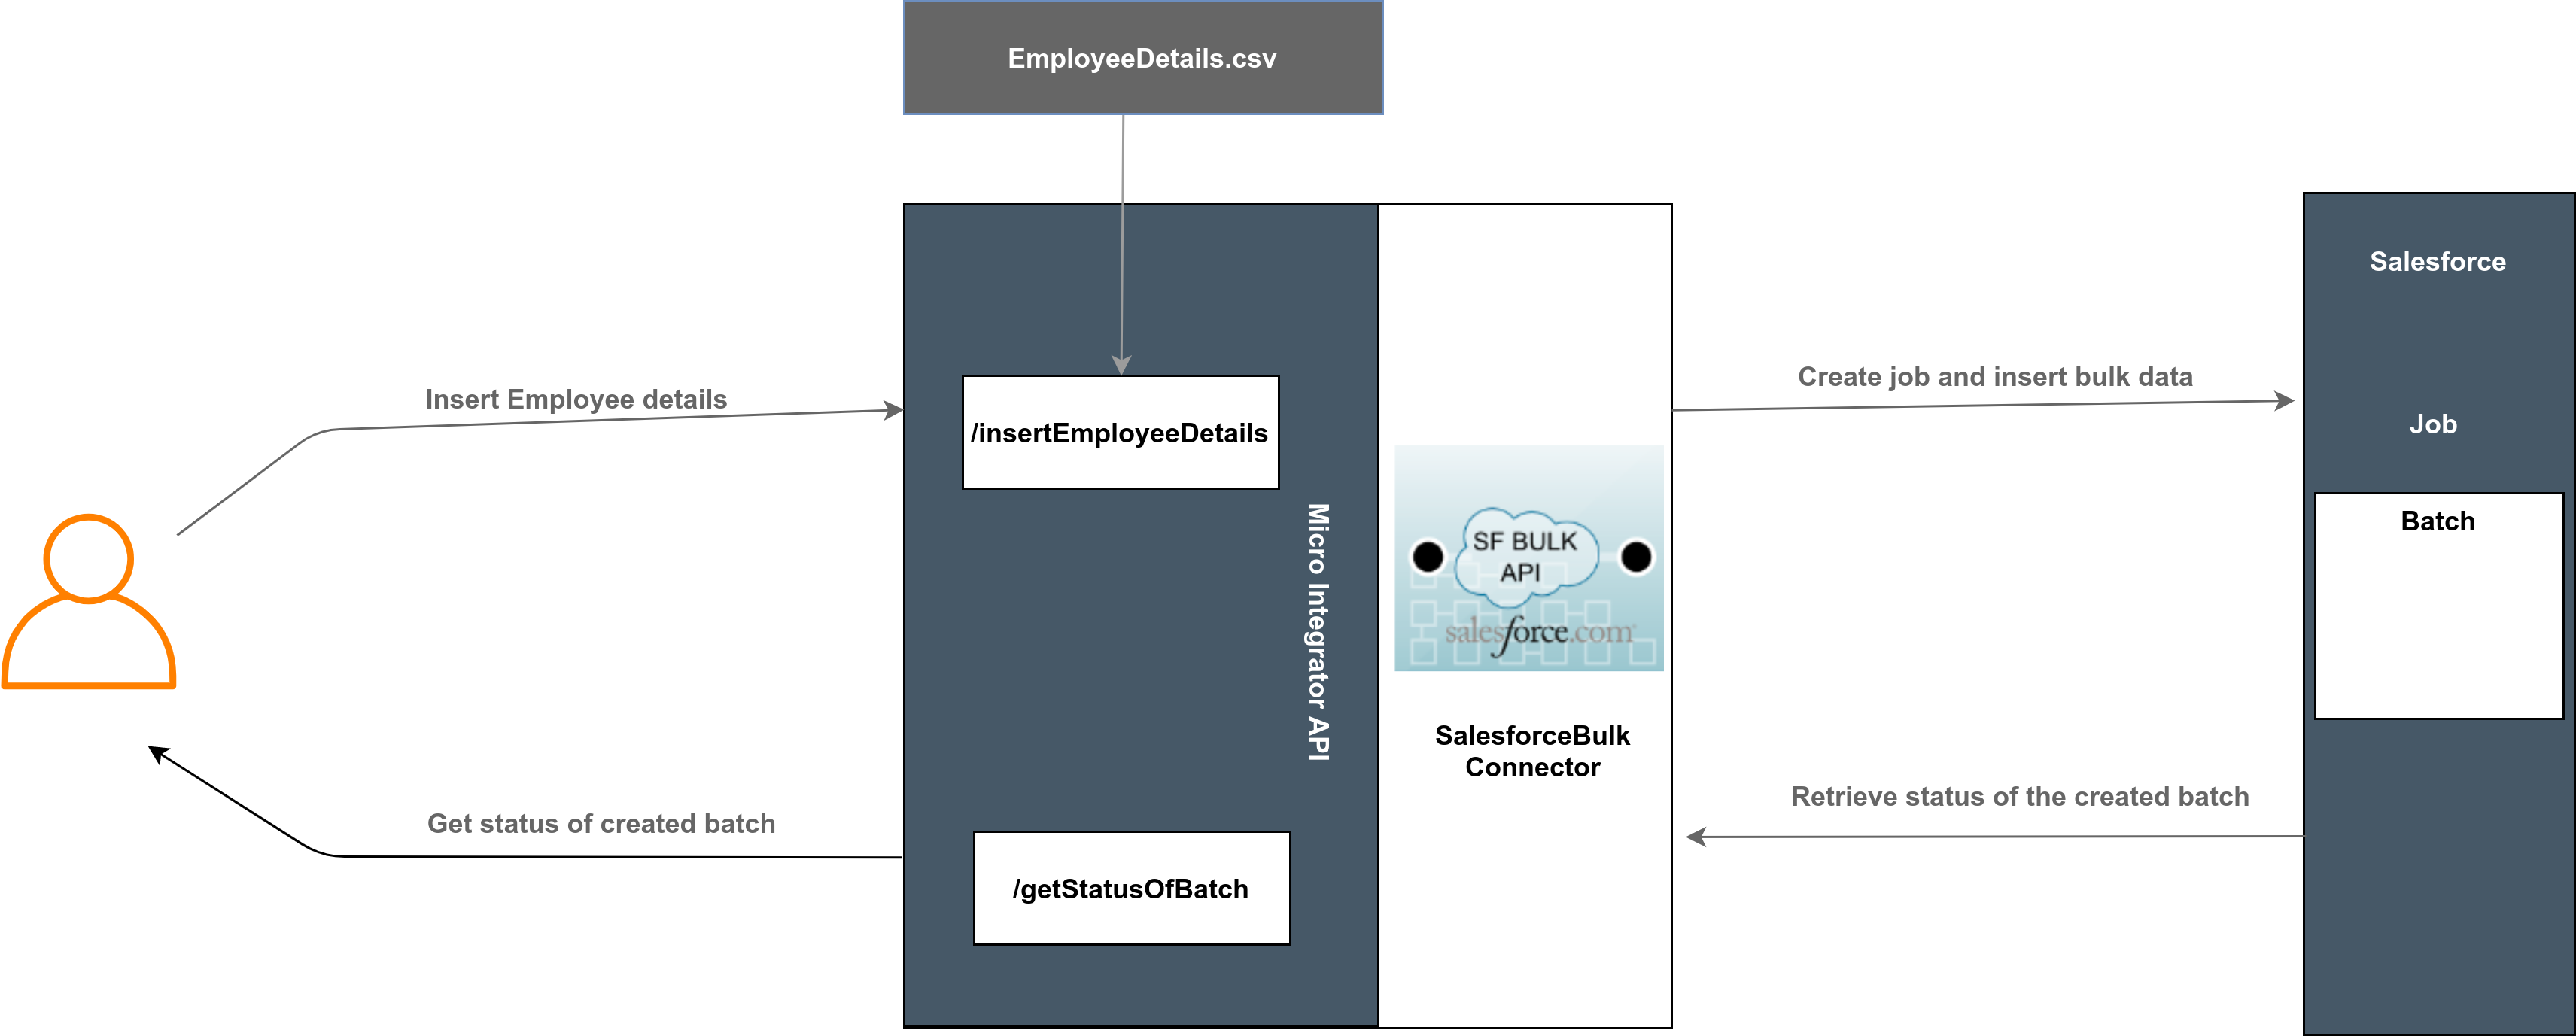 EmployeeDetails.csv
Insert Employee details
/insertEmployeeDetails
Micro Integrator API
SF BULK
API
salesforce.com
SalesforceBulk
Connector
Create job and insert bulk data
Salesforce
Job
Batch
Retrieve status of the created batch
Get status of created batch
/getStatusOfBatch